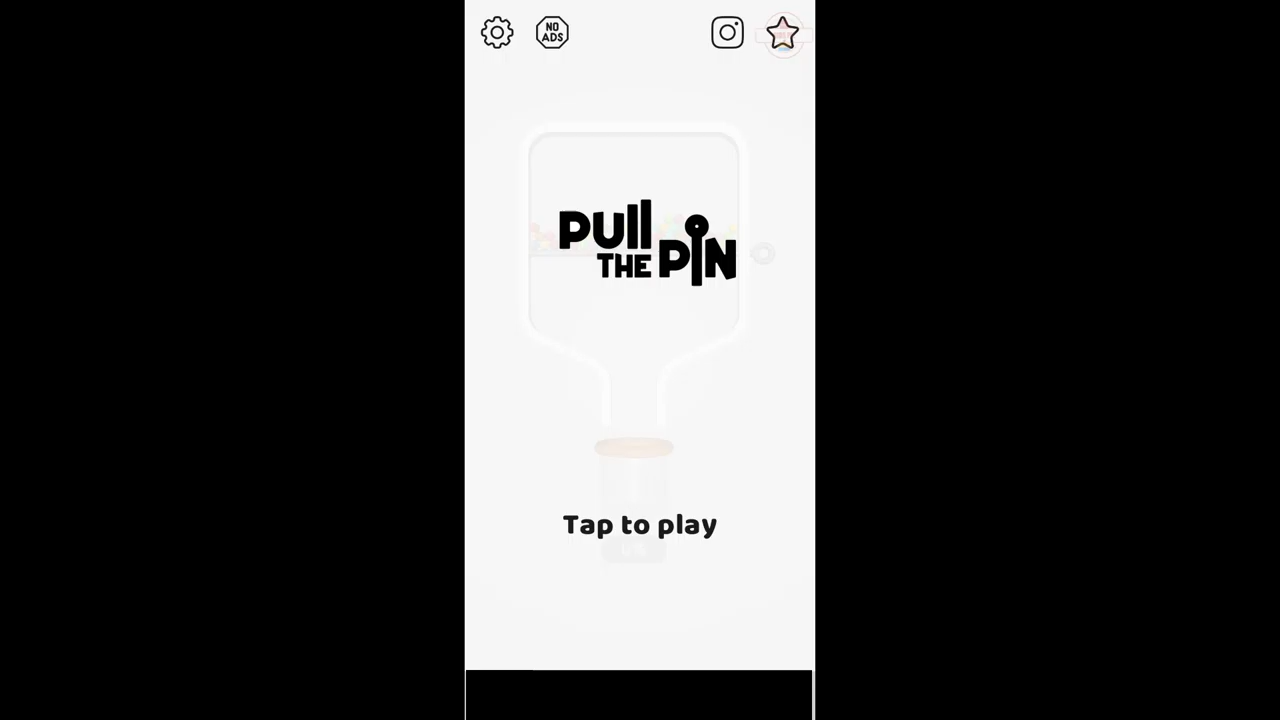 NO
ADS
PULL
THE PIN
Tap to play